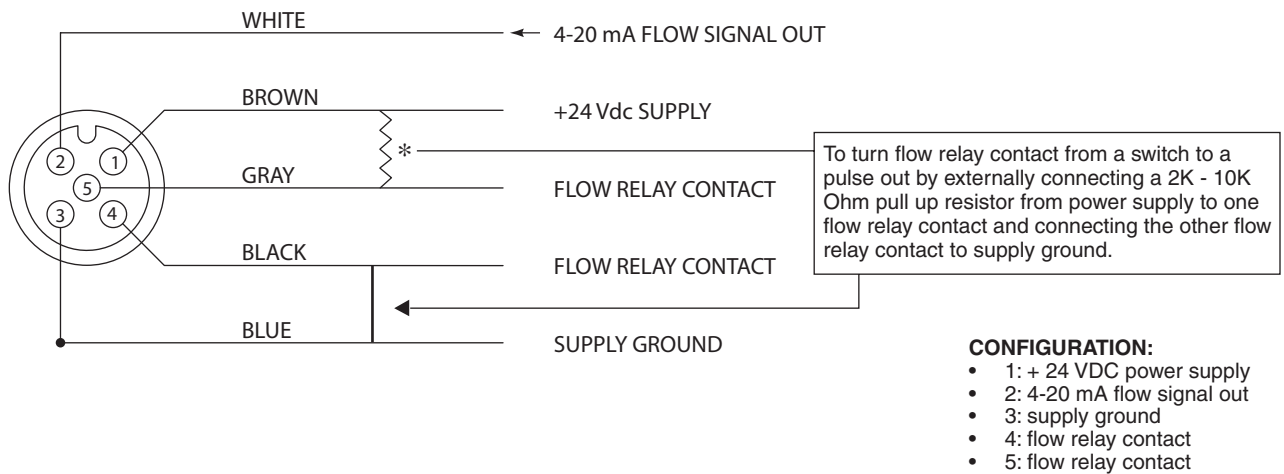 WHITE
4-20 mA FLOW SIGNAL OUT
BROWN
+24 Vdc SUPPLY
*
GRAY
FLOW RELAY CONTACT
BLACK
FLOW RELAY CONTACT
BLUE
SUPPLY GROUND
2
1
5
3
4
To turn flow relay contact from a switch to a
pulse out by externally connecting a 2K - 10K
Ohm pull up resistor from power supply to one
flow relay contact and connecting the other flow
relay contact to supply ground.
CONFIGURATION:
• 1: + 24 VDC power supply
• 2: 4-20 mA flow signal out
• 3: supply ground
• 4: flow relay contact
• 5: flow relay contact